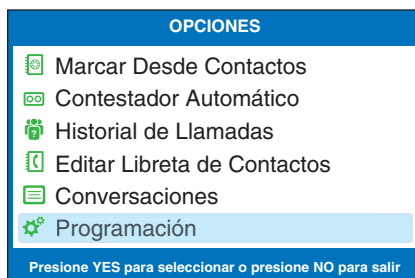 OPCIONES
Marcar Desde Contactos
Contestador Automático
Historial de Llamadas
Editar Libreta de Contactos
Conversaciones
Programación
Presione YES para seleccionar o presione NO para salir